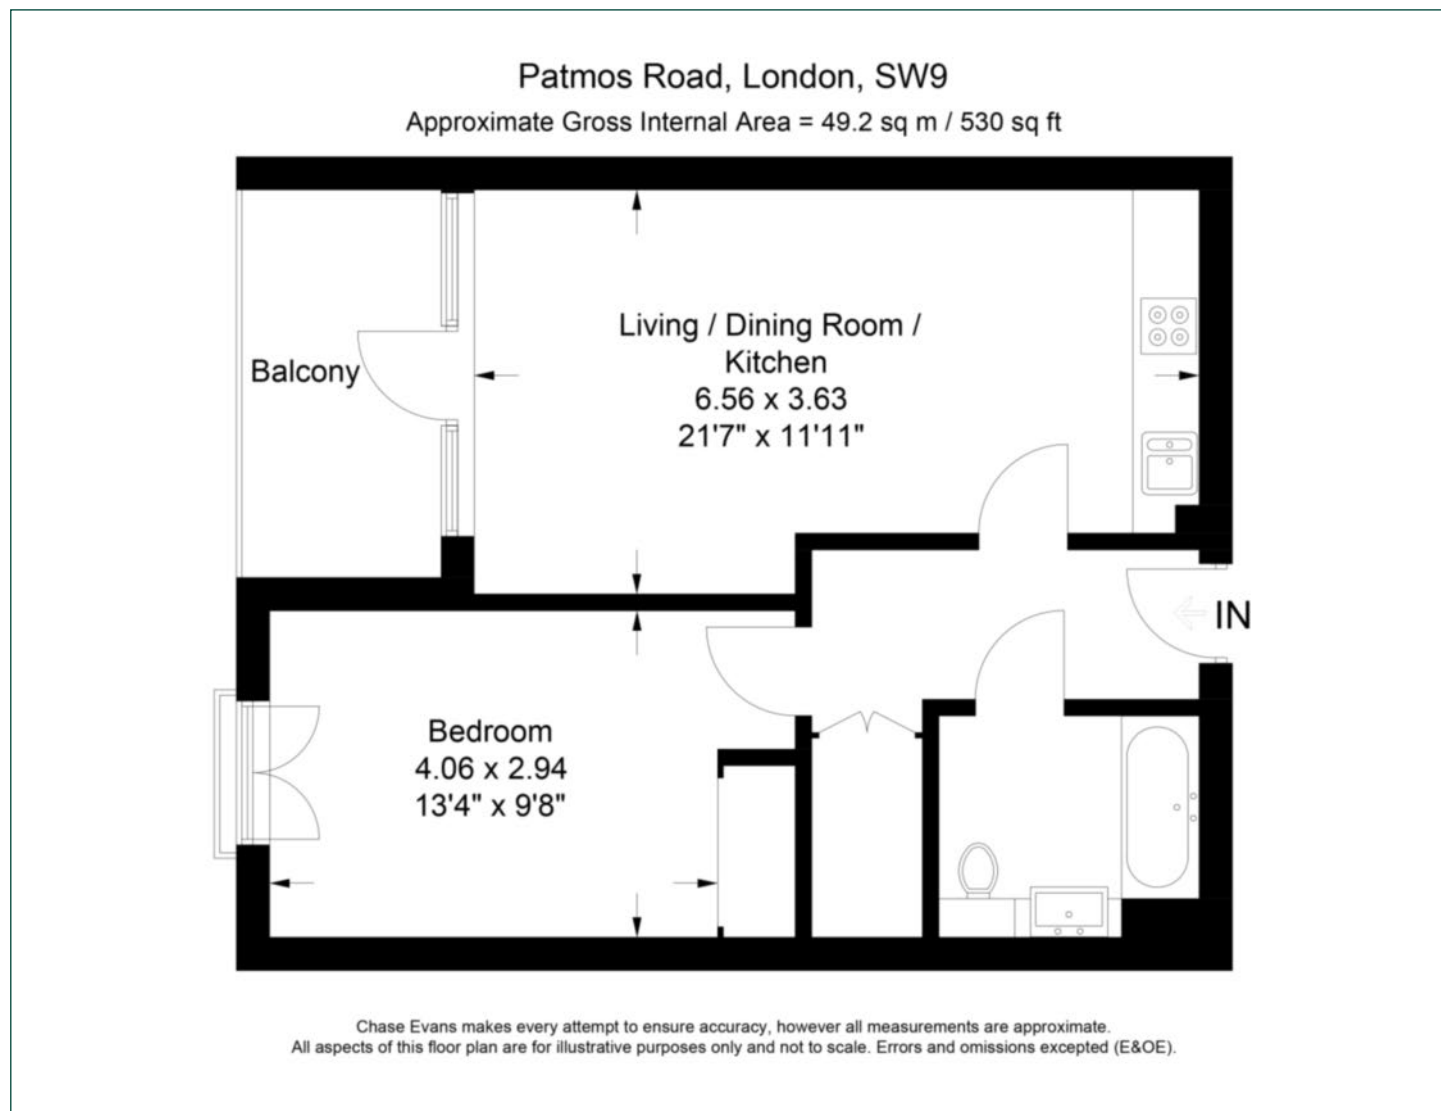 Patmos Road, London, SW9
Approximate Gross Internal Area = 49.2 sq m / 530 sq ft
Living / Dining Room /
Kitchen
6.56 x 3.63
21'7" x 11'11"
Balcony
IN
Bedroom
4.06 x 2.94
13'4" x 9'8"
Chase Evans makes every attempt to ensure accuracy, however all measurements are approximate.
All aspects of this floor plan are for illustrative purposes only and not to scale. Errors and omissions excepted (E&OE).